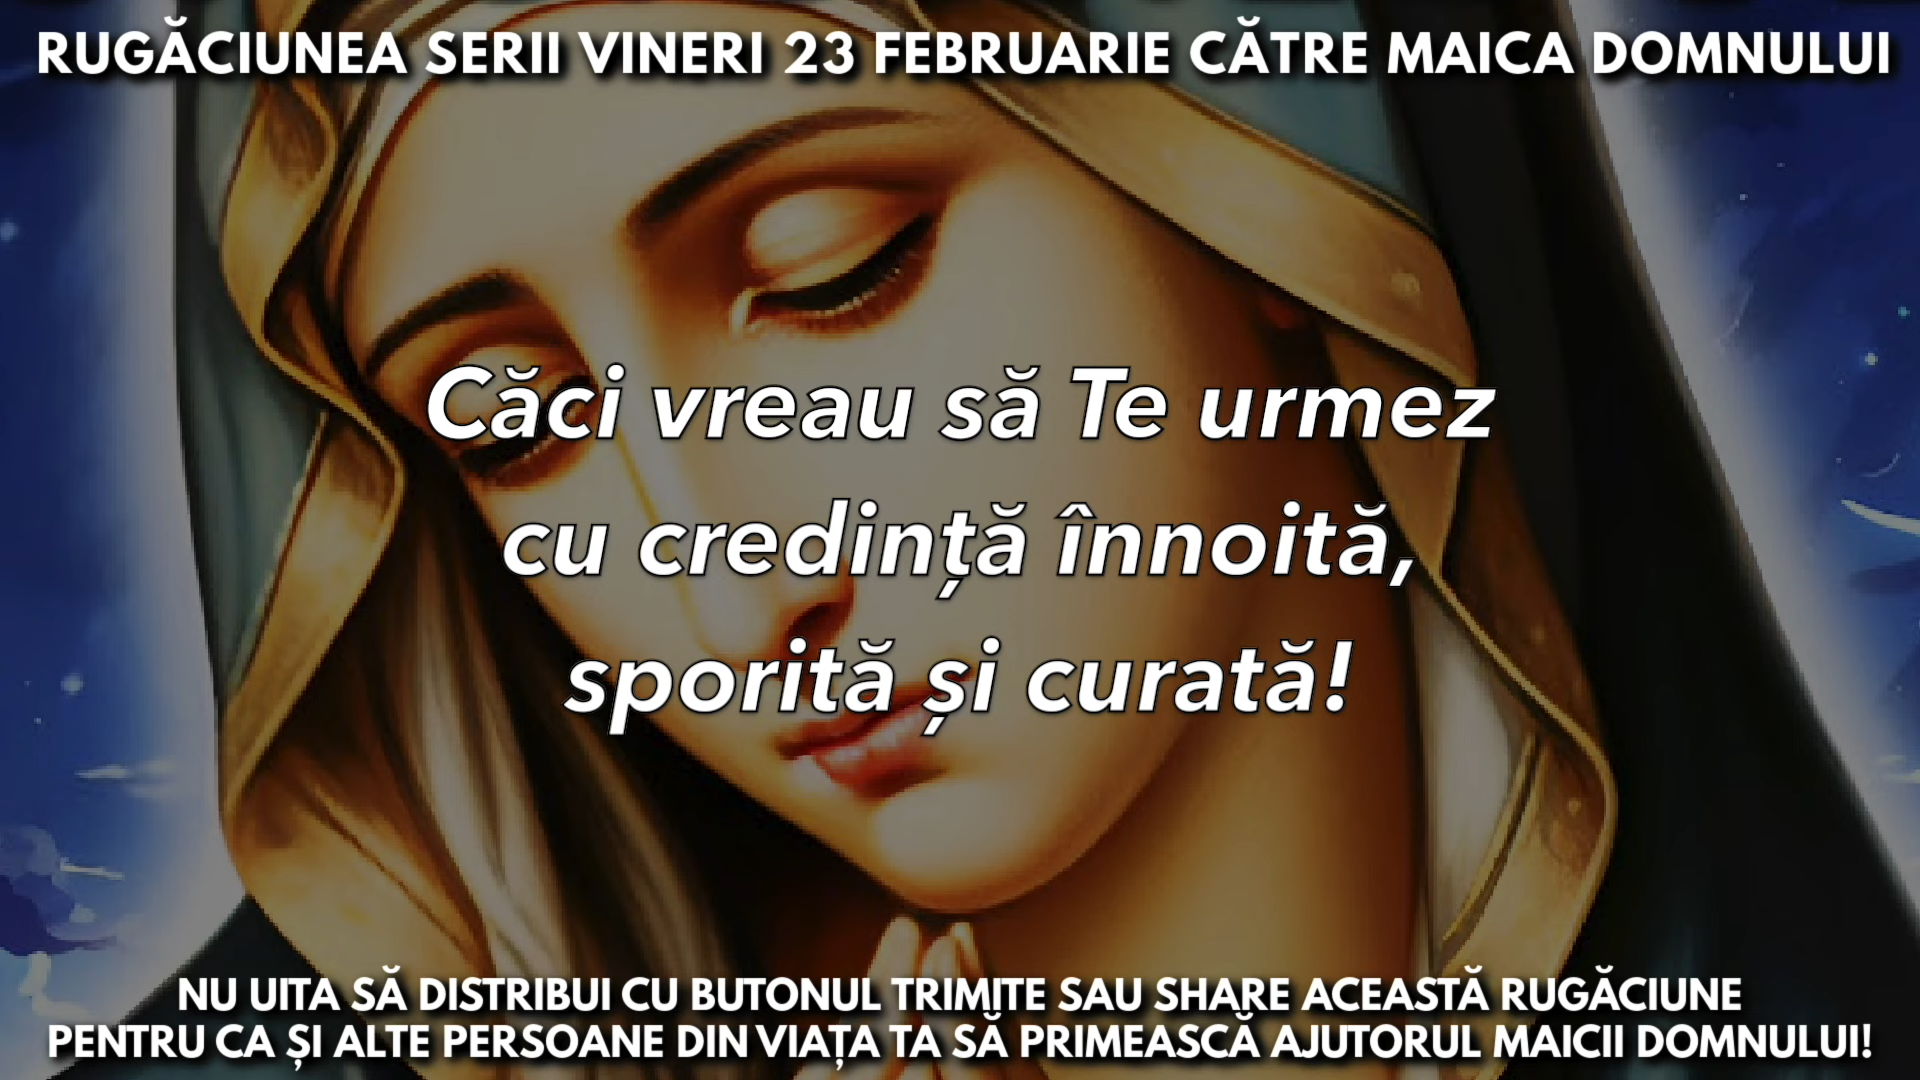 RUGĂCIUNEA SERII VINERI 23 FEBRUARIE CĂTRE MAICA DOMNULUI
Căci vreau să Te urmez
cu credință înnoită,
sporită și curată!
NU UITA SĂ DISTRIBUI CU BUTONUL TRIMITE SAU SHARE ACEASTĂ RUGĂCIUNE
PENTRU CA ȘI ALTE PERSOANE DIN VIAȚA TA SĂ PRIMEASCĂ AJUTORUL MAICII DOMNULUI!